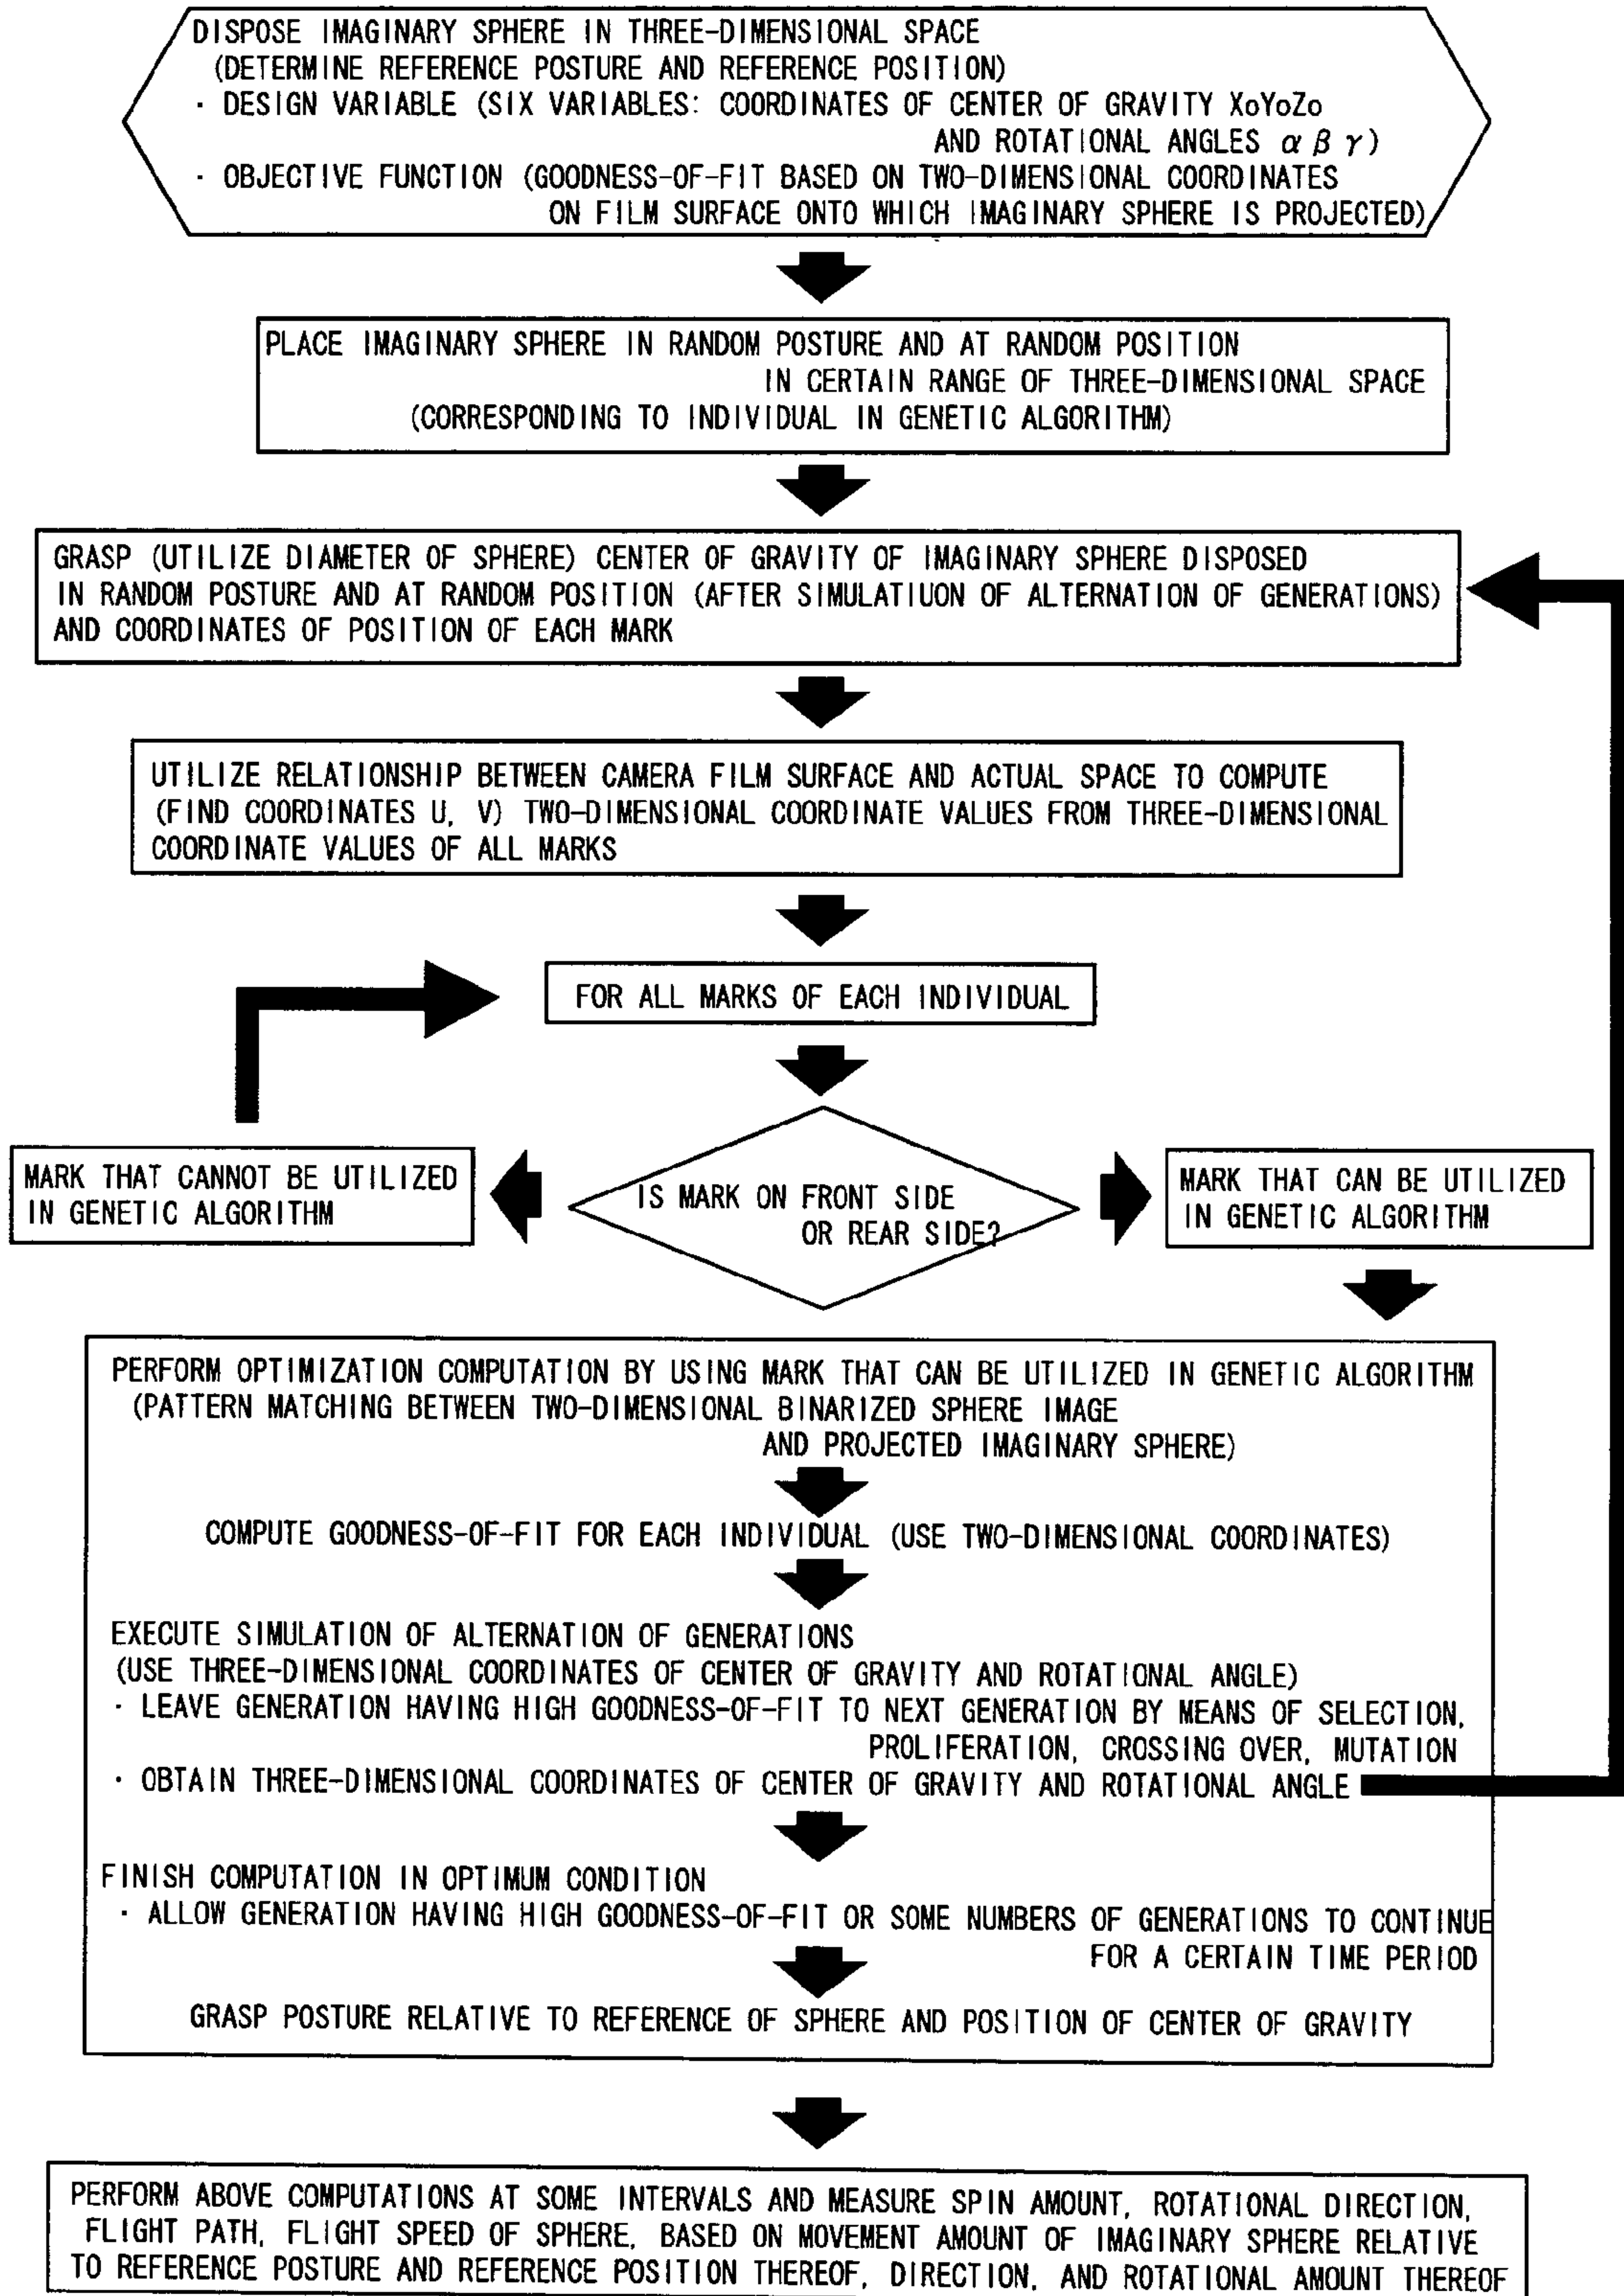 DISPOSE IMAGINARY SPHERE IN THREE-DIMENSIONAL SPACE
(DETERMINE REFERENCE POSTURE AND REFERENCE POSITION)
· DESIGN VARIABLE (SIX VARIABLES: COORDINATES OF CENTER OF GRAVITY XoYoZo
AND ROTATIONAL ANGLES α β γ)
· OBJECTIVE FUNCTION (GOODNESS-OF-FIT BASED ON TWO-DIMENSIONAL COORDINATES
ON FILM SURFACE ONTO WHICH IMAGINARY SPHERE IS PROJECTED)
PLACE IMAGINARY SPHERE IN RANDOM POSTURE AND AT RANDOM POSITION
IN CERTAIN RANGE OF THREE-DIMENSIONAL SPACE
(CORRESPONDING TO INDIVIDUAL IN GENETIC ALGORITHM)
GRASP (UTILIZE DIAMETER OF SPHERE) CENTER OF GRAVITY OF IMAGINARY SPHERE DISPOSED
IN RANDOM POSTURE AND AT RANDOM POSITION (AFTER SIMULATIUON OF ALTERNATION OF GENERATIONS)
AND COORDINATES OF POSITION OF EACH MARK
UTILIZE RELATIONSHIP BETWEEN CAMERA FILM SURFACE AND ACTUAL SPACE TO COMPUTE
(FIND COORDINATES U, V) TWO-DIMENSIONAL COORDINATE VALUES FROM THREE-DIMENSIONAL
COORDINATE VALUES OF ALL MARKS
FOR ALL MARKS OF EACH INDIVIDUAL
MARK THAT CANNOT BE UTILIZED
IN GENETIC ALGORITHM
IS MARK ON FRONT SIDE
OR REAR SIDE?
MARK THAT CAN BE UTILIZED
IN GENETIC ALGORITHM
PERFORM OPTIMIZATION COMPUTATION BY USING MARK THAT CAN BE UTILIZED IN GENETIC ALGORITHM
(PATTERN MATCHING BETWEEN TWO-DIMENSIONAL BINARIZED SPHERE IMAGE
AND PROJECTED IMAGINARY SPHERE)
COMPUTE GOODNESS-OF-FIT FOR EACH INDIVIDUAL (USE TWO-DIMENSIONAL COORDINATES)
EXECUTE SIMULATION OF ALTERNATION OF GENERATIONS
(USE THREE-DIMENSIONAL COORDINATES OF CENTER OF GRAVITY AND ROTATIONAL ANGLE)
· LEAVE GENERATION HAVING HIGH GOODNESS-OF-FIT TO NEXT GENERATION BY MEANS OF SELECTION,
PROLIFERATION, CROSSING OVER, MUTATION
· OBTAIN THREE-DIMENSIONAL COORDINATES OF CENTER OF GRAVITY AND ROTATIONAL ANGLE
FINISH COMPUTATION IN OPTIMUM CONDITION
· ALLOW GENERATION HAVING HIGH GOODNESS-OF-FIT OR SOME NUMBERS OF GENERATIONS TO CONTINUE
FOR A CERTAIN TIME PERIOD
GRASP POSTURE RELATIVE TO REFERENCE OF SPHERE AND POSITION OF CENTER OF GRAVITY
PERFORM ABOVE COMPUTATIONS AT SOME INTERVALS AND MEASURE SPIN AMOUNT, ROTATIONAL DIRECTION,
FLIGHT PATH, FLIGHT SPEED OF SPHERE, BASED ON MOVEMENT AMOUNT OF IMAGINARY SPHERE RELATIVE
TO REFERENCE POSTURE AND REFERENCE POSITION THEREOF, DIRECTION, AND ROTATIONAL AMOUNT THEREOF